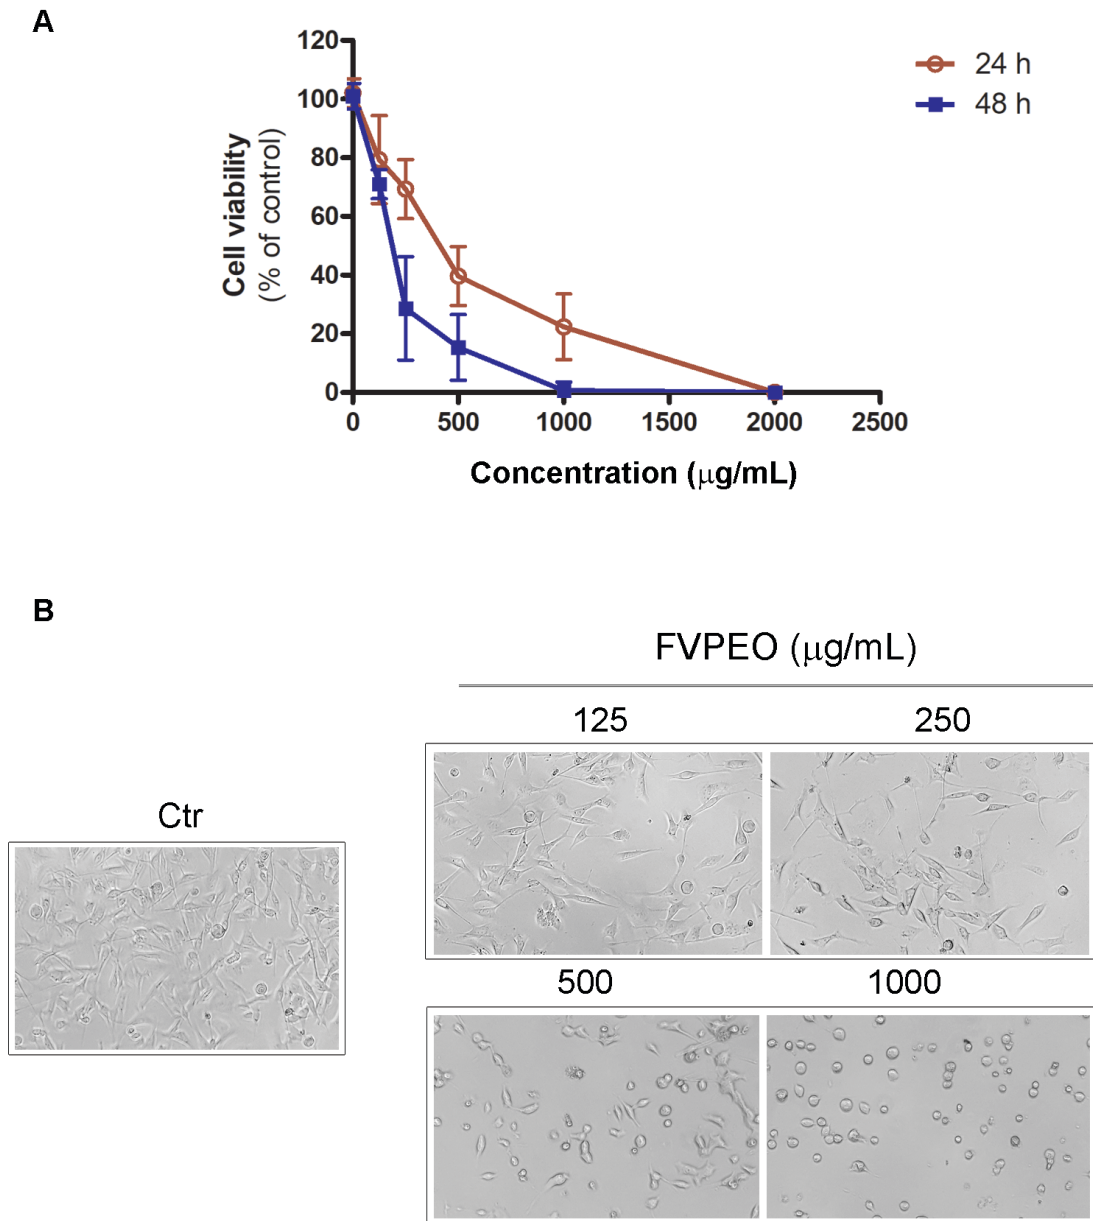 A
120
100
80
60
40
20
0
Cell viability
(% of control)
0 500 1000 1500 2000 2500
Concentration (μg/mL)
24 h
48 h
B
FVPEO (μg/mL)
125 250
Ctr
500 1000